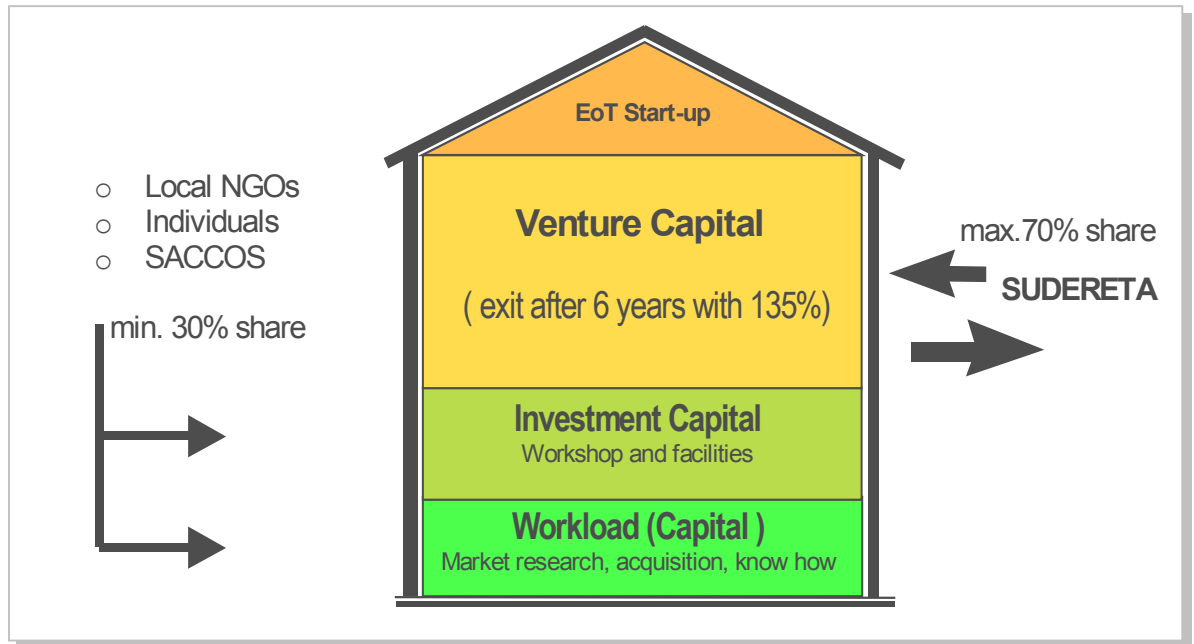 EoT Start-up
○ Local NGOs
○ Individuals
○ SACCOS
min. 30% share
Venture Capital
( exit after 6 years with 135%)
max.70% share
SUDERETA
Investment Capital
Workshop and facilities
Workload (Capital )
Market research, acquisition, know how